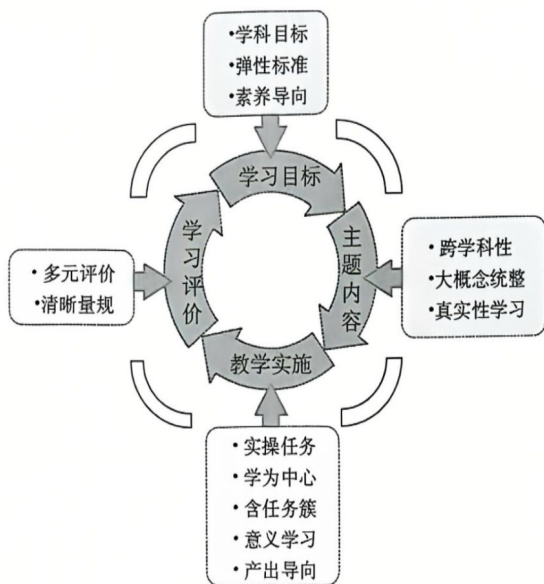 •学科目标
•弹性标准
•素养导向
学习目标
主题内容
• 跨学科性
• 大概念统整
• 真实性学习
学习评价
• 多元评价
• 清晰量规
教学实施
• 实操任务
• 学为中心
• 含任务簇
• 意义学习
• 产出导向